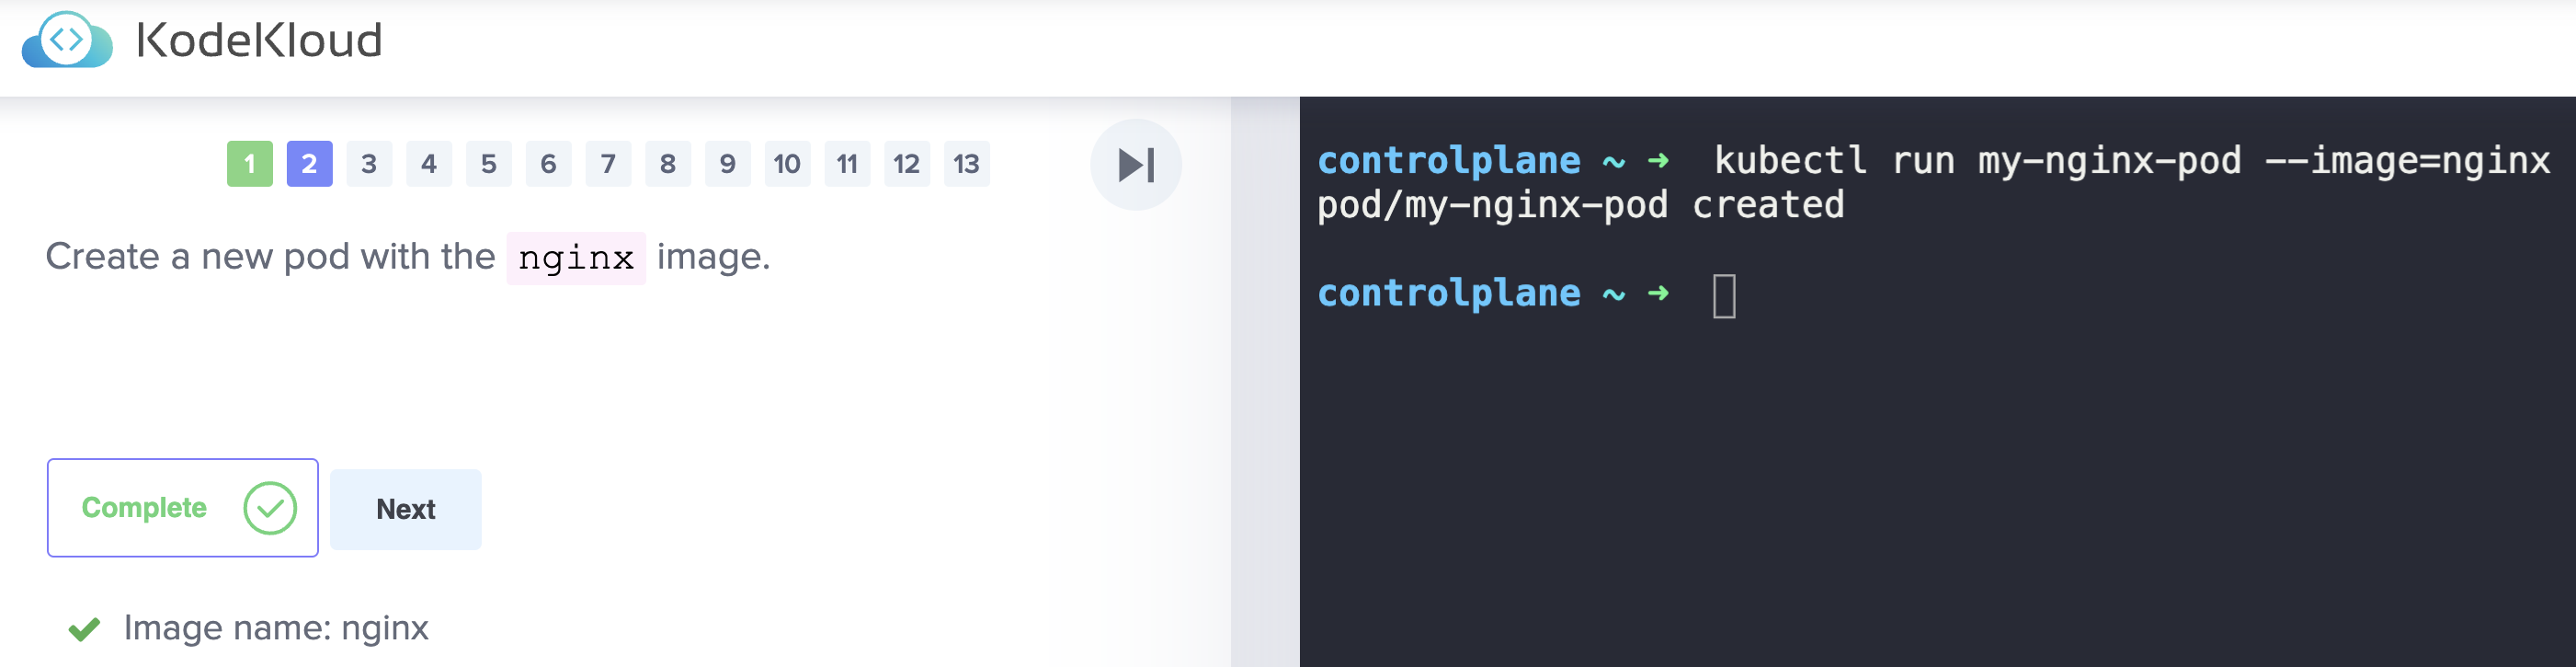 KodeKloud
1 2 3 4 5 6 7 8 9 10 11 12 13
Create a new pod with the nginx image.
Complete
Next
Image name: nginx
controlplane ~ ➜ kubectl run my-nginx-pod --image=nginx
pod/my-nginx-pod created
controlplane ~ ➜